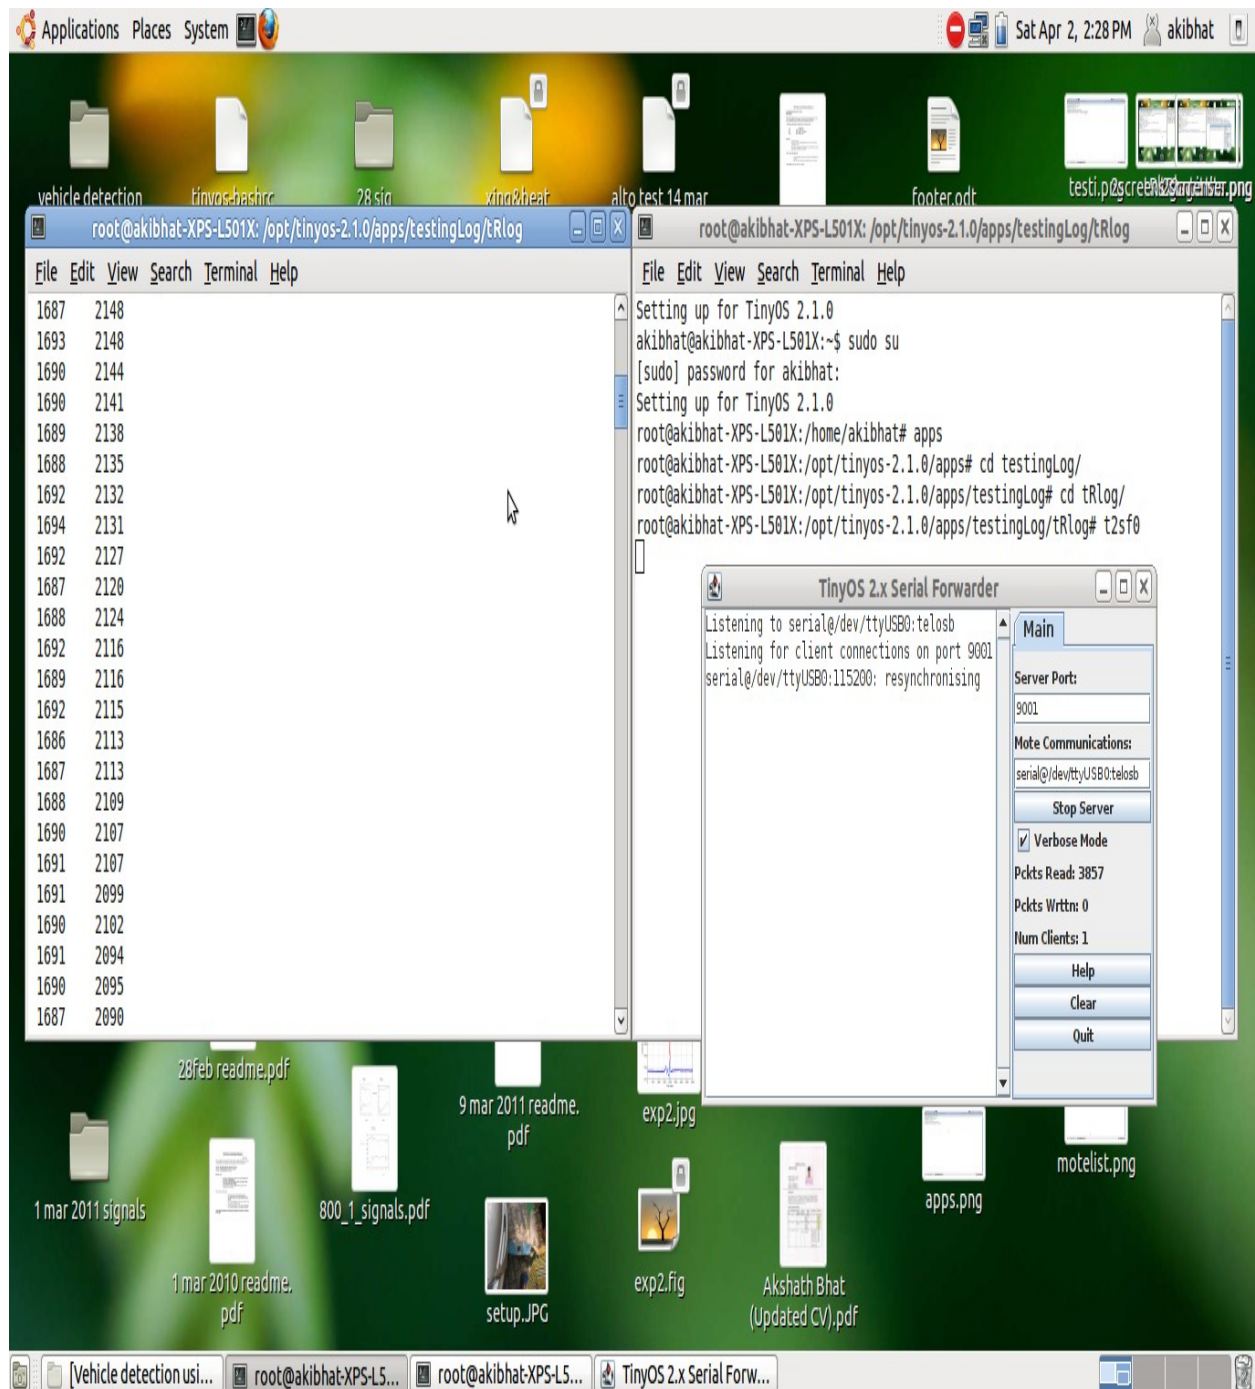 Applications Places System
Sat Apr 2, 2:28 PM akibhat
vehicle detection
tinyos-bashrc
28 sig
xing&beat
alto test 14 mar
footer.odt
root@akibhat-XPS-L501X: /opt/tinyos-2.1.0/apps/testingLog/tRlog
File Edit View Search Terminal Help
1687 2148
1693 2148
1690 2144
1690 2141
1689 2138
1688 2135
1692 2132
1694 2131
1692 2127
1687 2120
1688 2124
1692 2116
1689 2116
1692 2115
1686 2113
1687 2113
1688 2109
1690 2107
1691 2107
1691 2099
1690 2102
1691 2094
1690 2095
1687 2090
root@akibhat-XPS-L501X: /opt/tinyos-2.1.0/apps/testingLog/tRlog
File Edit View Search Terminal Help
Setting up for TinyOS 2.1.0
akibhat@akibhat-XPS-L501X:~$ sudo su
[sudo] password for akibhat:
Setting up for TinyOS 2.1.0
root@akibhat-XPS-L501X:/home/akibhat# apps
root@akibhat-XPS-L501X:/opt/tinyos-2.1.0/apps# cd testingLog/
root@akibhat-XPS-L501X:/opt/tinyos-2.1.0/apps/testingLog# cd tRlog/
root@akibhat-XPS-L501X:/opt/tinyos-2.1.0/apps/testingLog/tRlog# t2sf0
TinyOS 2.x Serial Forwarder
Listening to serial@/dev/ttyUSB0:telosb
Listening for client connections on port 9001
serial@/dev/ttyUSB0:115200: resynchronising
Main
Server Port:
9001
Mote Communications:
serial@/dev/ttyUSB0:telosb
Stop Server
Verbose Mode
Pckts Read: 3857
Pckts Wrttn: 0
Num Clients: 1
Help
Clear
Quit
28feb readme.pdf
9 mar 2011 readme.
pdf
exp2.jpg
motelist.png
1 mar 2011 signals
800_1_signals.pdf
apps.png
1 mar 2010 readme.
pdf
setup.JPG
exp2.fig
Akshath Bhat
(Updated CV).pdf
[Vehicle detection usi...
root@akibhat-XPS-L5...
root@akibhat-XPS-L5...
TinyOS 2.x Serial Forw...